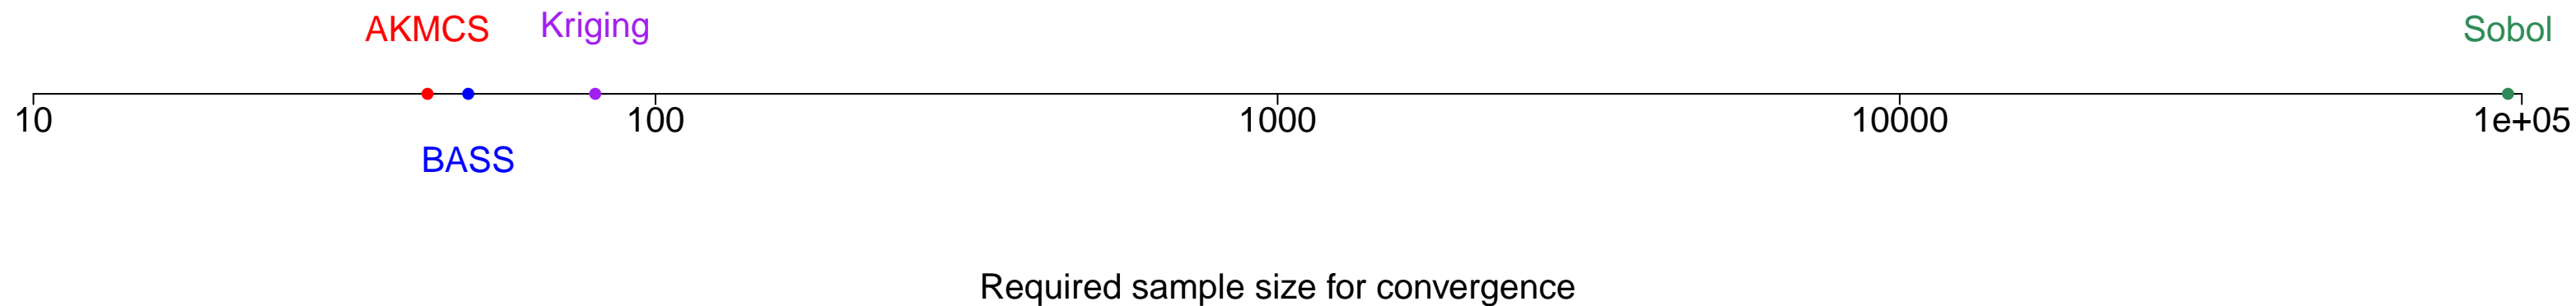 AKMCS Kriging Sobol
10 100 1000 10000 1e+05
BASS
Required sample size for convergence